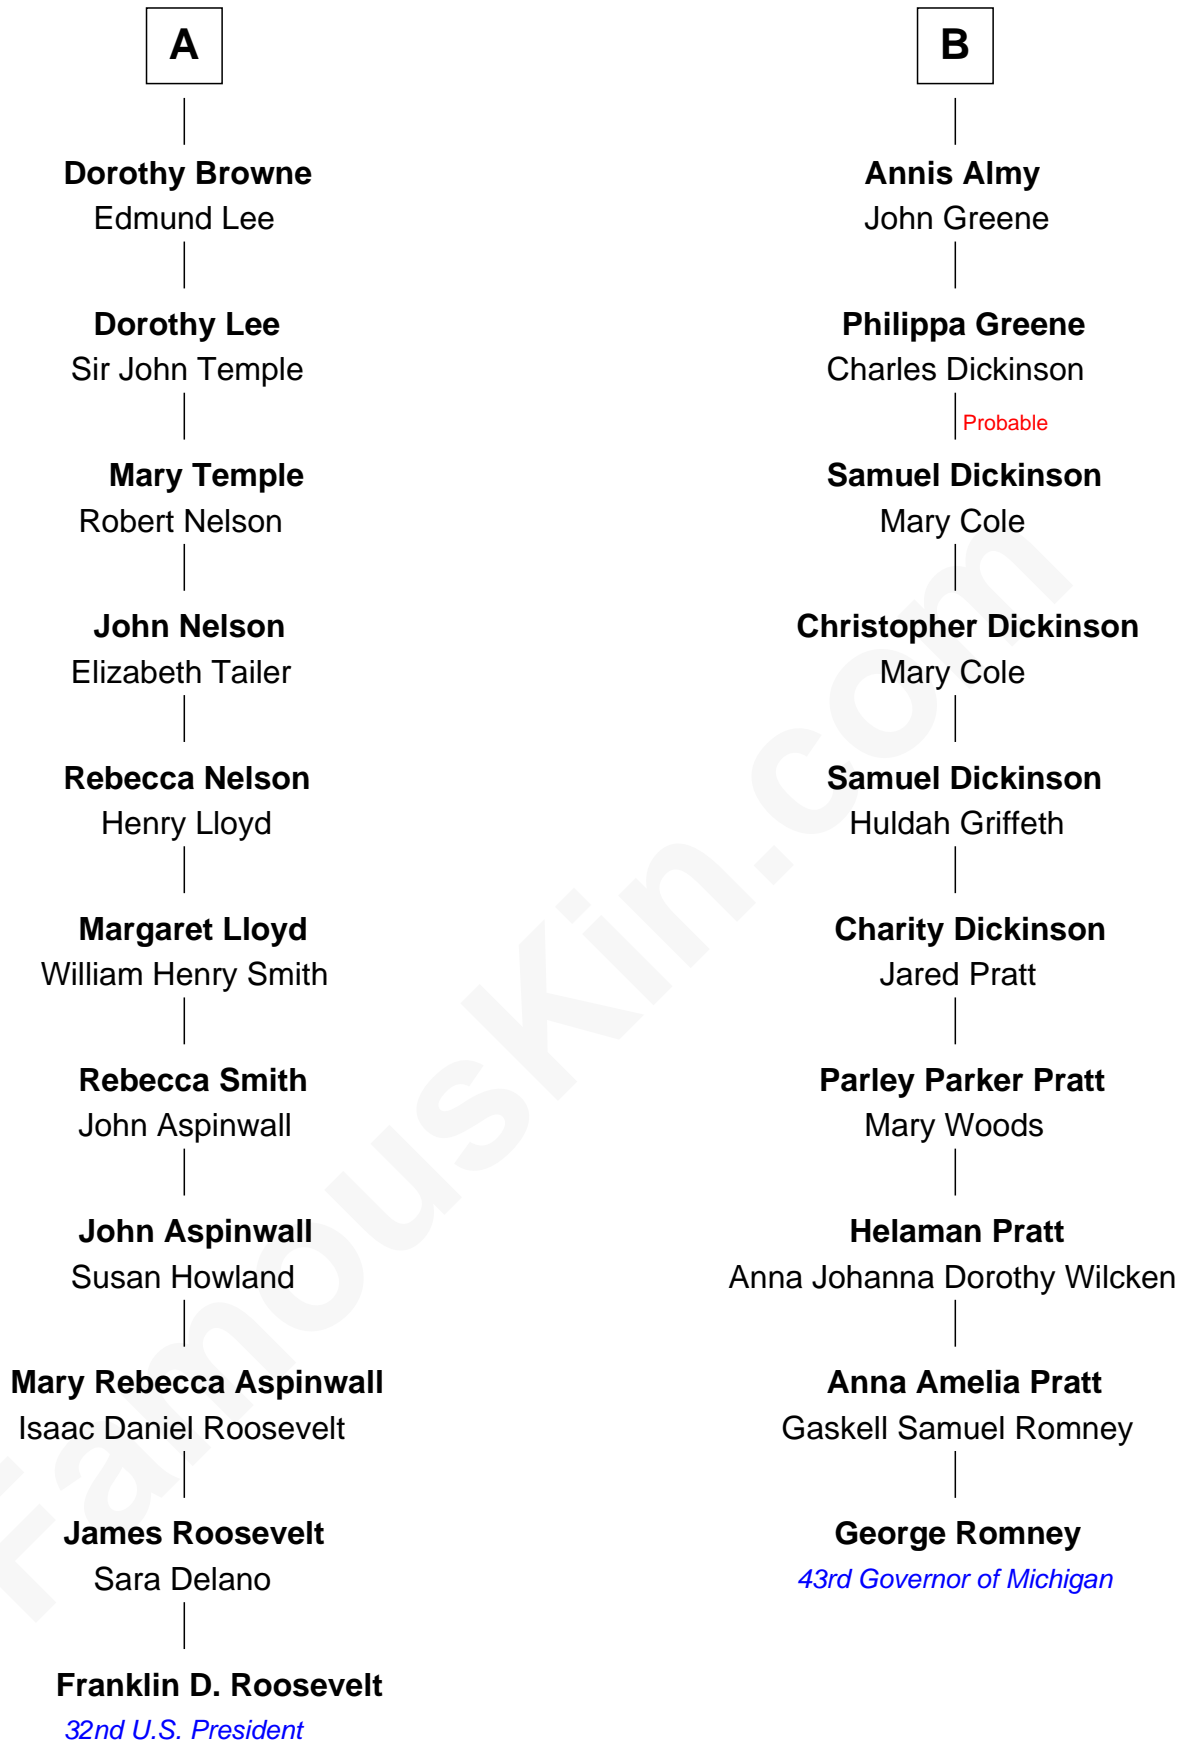 A
Dorothy Browne
Edmund Lee
Dorothy Lee
Sir John Temple
Mary Temple
Robert Nelson
John Nelson
Elizabeth Tailer
Rebecca Nelson
Henry Lloyd
Margaret Lloyd
William Henry Smith
Rebecca Smith
John Aspinwall
John Aspinwall
Susan Howland
Mary Rebecca Aspinwall
Isaac Daniel Roosevelt
James Roosevelt
Sara Delano
Franklin D. Roosevelt
32nd U.S. President
B
Annis Almy
John Greene
Philippa Greene
Charles Dickinson
Probable
Samuel Dickinson
Mary Cole
Christopher Dickinson
Mary Cole
Samuel Dickinson
Huldah Griffeth
Charity Dickinson
Jared Pratt
Parley Parker Pratt
Mary Woods
Helaman Pratt
Anna Johanna Dorothy Wilcken
Anna Amelia Pratt
Gaskell Samuel Romney
George Romney
43rd Governor of Michigan
FamousKin.com